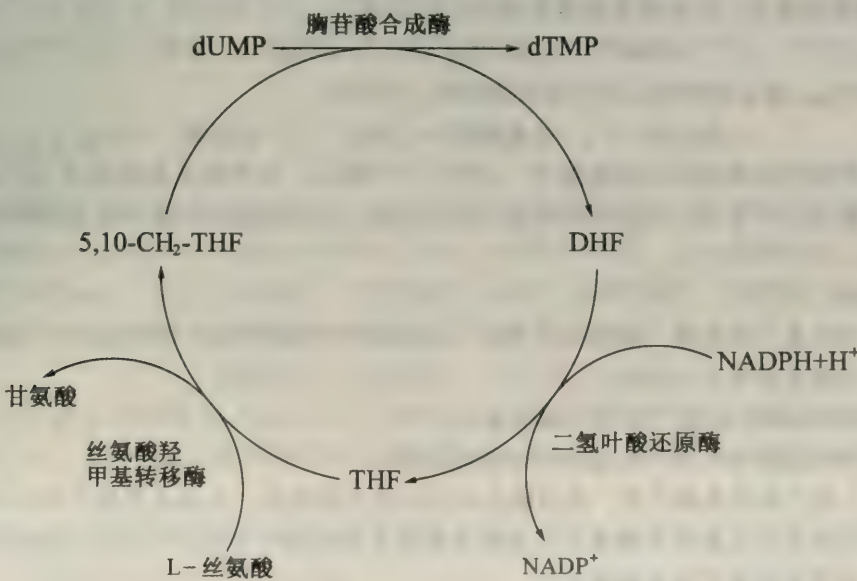 胸苷酸合成酶
dUMP
dTMP
5,10-CH₂-THF
DHF
NADPH+H⁺
甘氨酸
二氢叶酸还原酶
丝氨酸羟
甲基转移酶
THF
L-丝氨酸
NADP⁺